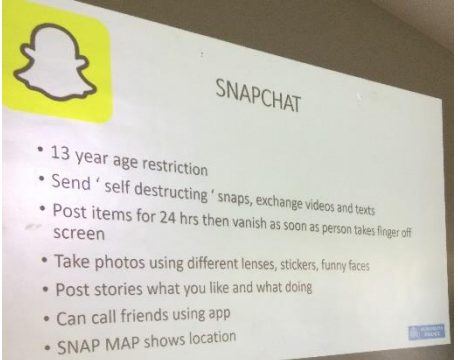 SNAPCHAT
• 13 year age restriction
• Send ‘ self destructing ‘ snaps, exchange videos and texts
• Post items for 24 hrs then vanish as soon as person takes finger off
screen
• Take photos using different lenses, stickers, funny faces
• Post stories what you like and what doing
• Can call friends using app
• SNAP MAP shows location
POLICE